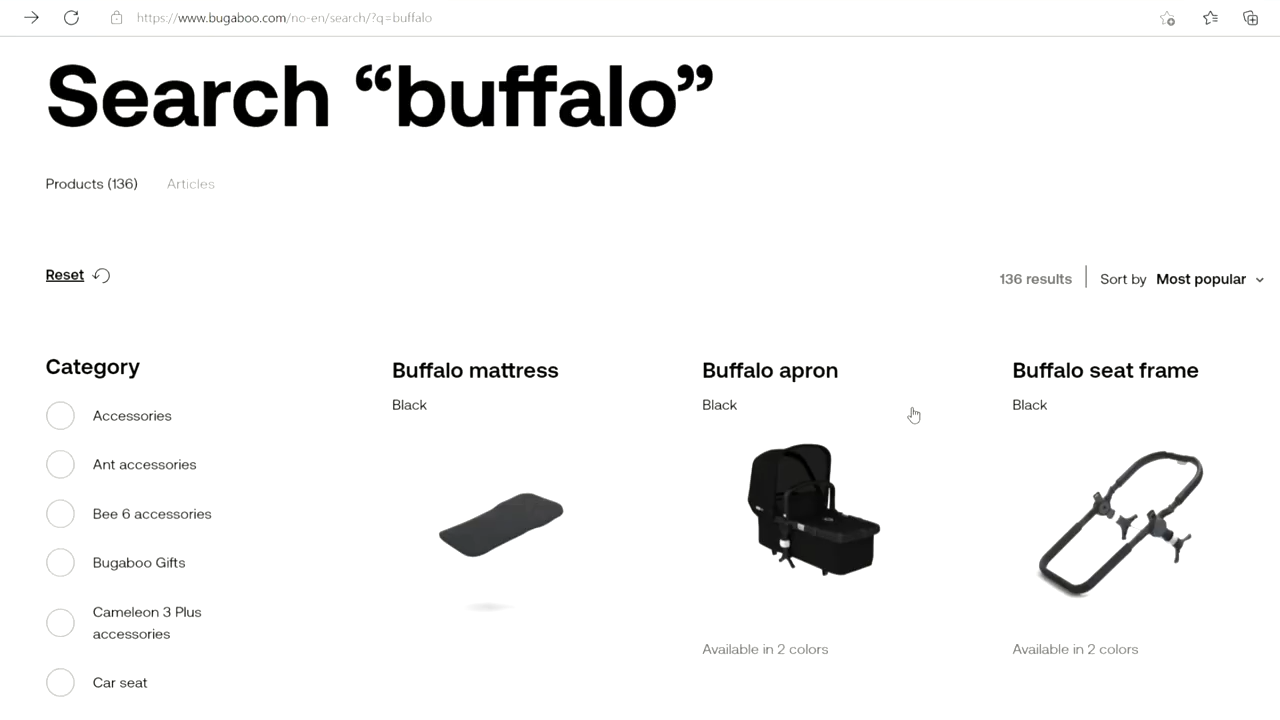 https://www.bugaboo.com/no-en/search/?q=buffalo
Search “buffalo”
Products (136) Articles
Reset
136 results Sort by Most popular
Category
Accessories
Ant accessories
Bee 6 accessories
Bugaboo Gifts
Cameleon 3 Plus
accessories
Car seat
Buffalo mattress
Black
Buffalo apron
Black
Available in 2 colors
Buffalo seat frame
Black
Available in 2 colors